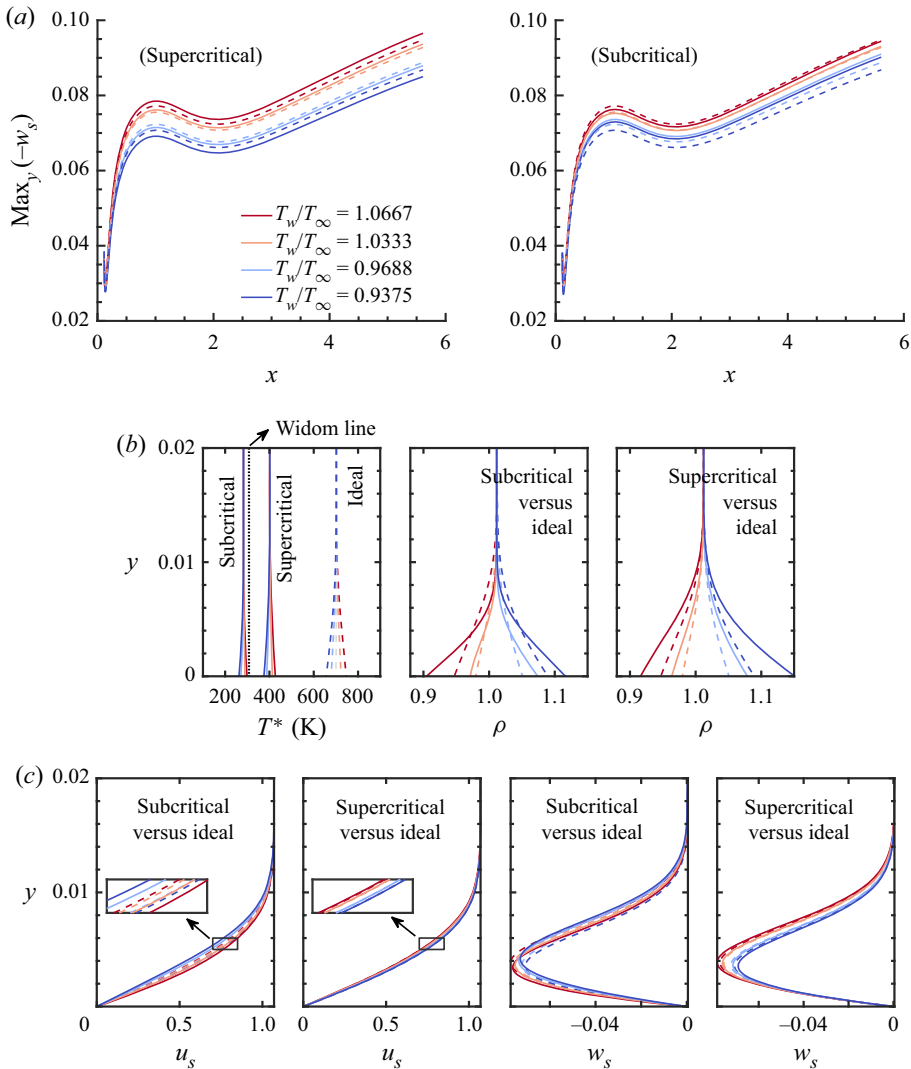 (a)
0.10
0.08
0.06
0.04
0.02
Max_y (−w_s)
(Supercritical)
T_w/T_∞ = 1.0667
T_w/T_∞ = 1.0333
T_w/T_∞ = 0.9688
T_w/T_∞ = 0.9375
0 1 2 3 4 5 6
x
0.10
0.08
0.06
0.04
0.02
(Subcritical)
0 2 4 6
x
(b)
Widom line
0.02
0.01
0
y
Subcritical
Supercritical
Ideal
200 400 600 800
T* (K)
Subcritical
versus
ideal
0.9 1.0 1.1
ρ
Supercritical
versus
ideal
0.9 1.0 1.1
ρ
(c)
0.02
0.01
0
y
Subcritical
versus ideal
0.5 1.0
u_s
Supercritical
versus ideal
0 0.5 1.0
u_s
Subcritical
versus ideal
−0.04 0
w_s
Supercritical
versus ideal
−0.04 0
w_s